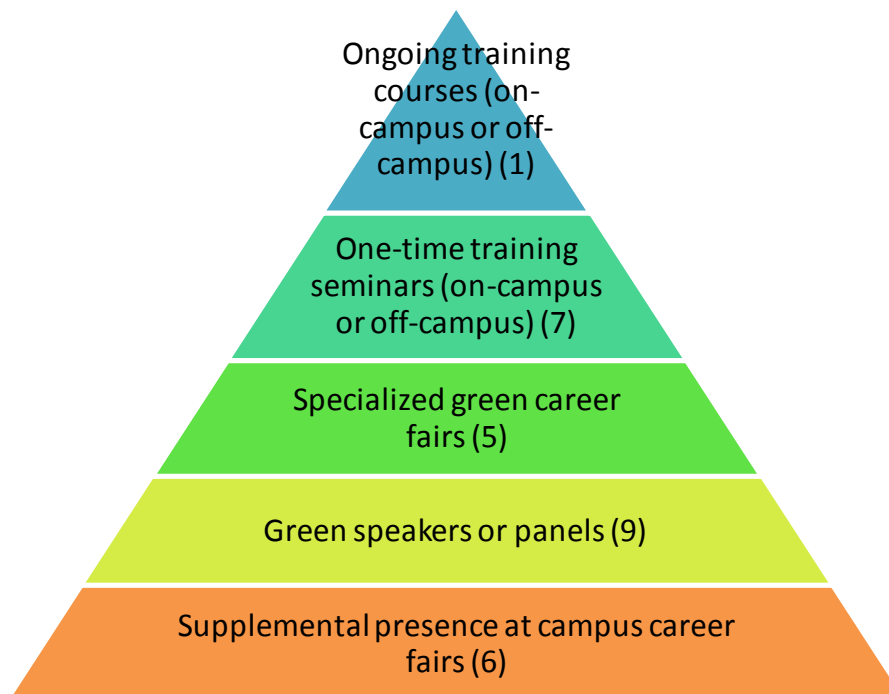 Ongoing training
courses (on-
campus or off-
campus) (1)
One-time training
seminars (on-campus
or off-campus) (7)
Specialized green career
fairs (5)
Green speakers or panels (9)
Supplemental presence at campus career
fairs (6)